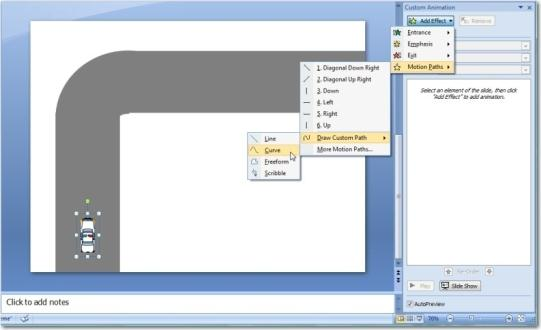 Custom Animation
Add Effect
Remove
Entrance
Emphasis
Exit
Motion Paths
1. Diagonal Down Right
2. Diagonal Up Right
3. Down
4. Left
5. Right
6. Up
Draw Custom Path
More Motion Paths...
Line
Curve
Freeform
Scribble
Select an element of the slide, then click
"Add Effect" to add animation.
Re-Order
Play
Slide Show
AutoPreview
Click to add notes
76%